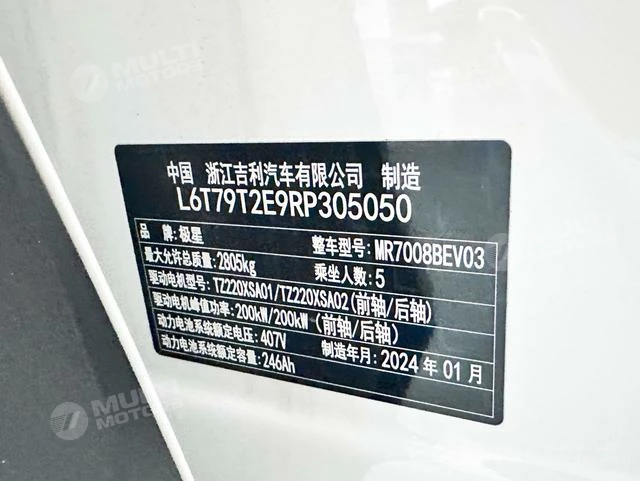 MULTI
MOTORS
中国 浙江吉利汽车有限公司 制造
L6T79T2E9RP305050
品牌:极星 整车型号:MR7008BEV03
最大允许总质量:2805kg 乘坐人数:5
驱动电机型号:TZ220XSA01/TZ220XSA02(前轴/后轴)
驱动电机峰值功率:200kW/200kW (前轴/后轴)
动力电池系统额定电压:407V 制造年月:2024年01月
动力电池系统额定容量:246Ah
MULTI
MOTORS